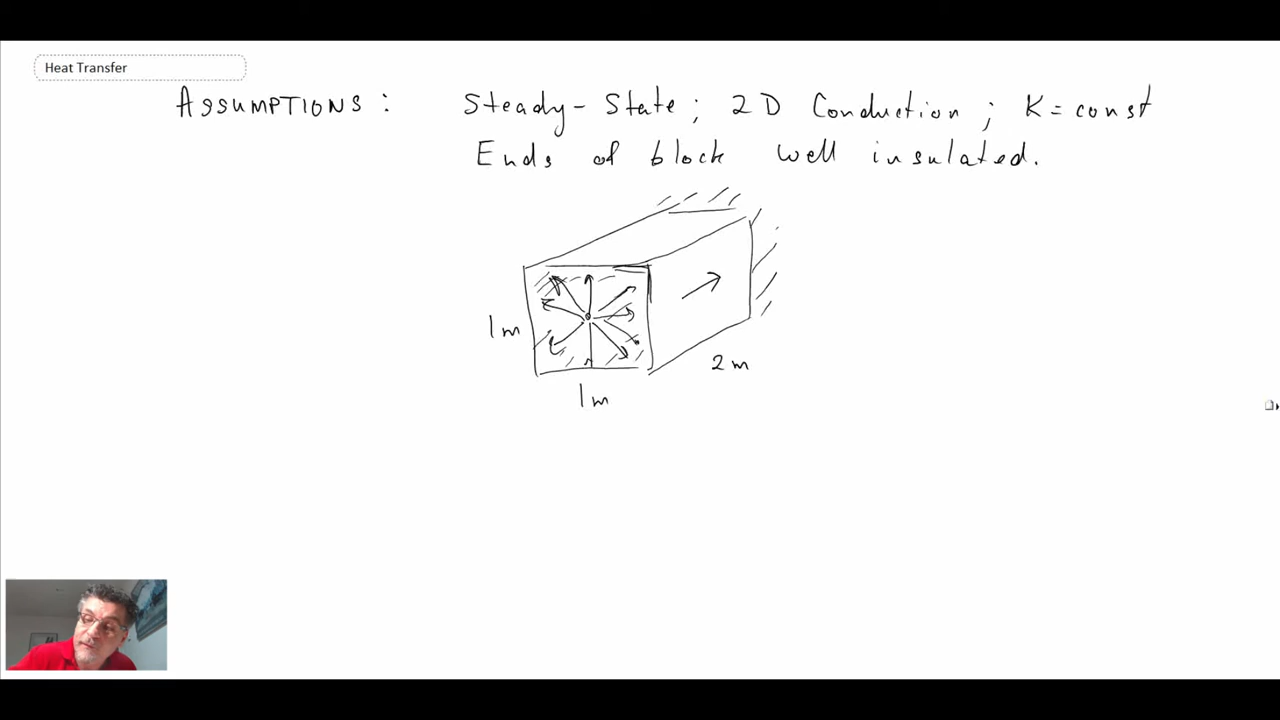 Heat Transfer
ASSUMPTIONS: Steady-State; 2D Conduction; K=const
Ends of block well insulated.
1m
2m
1m